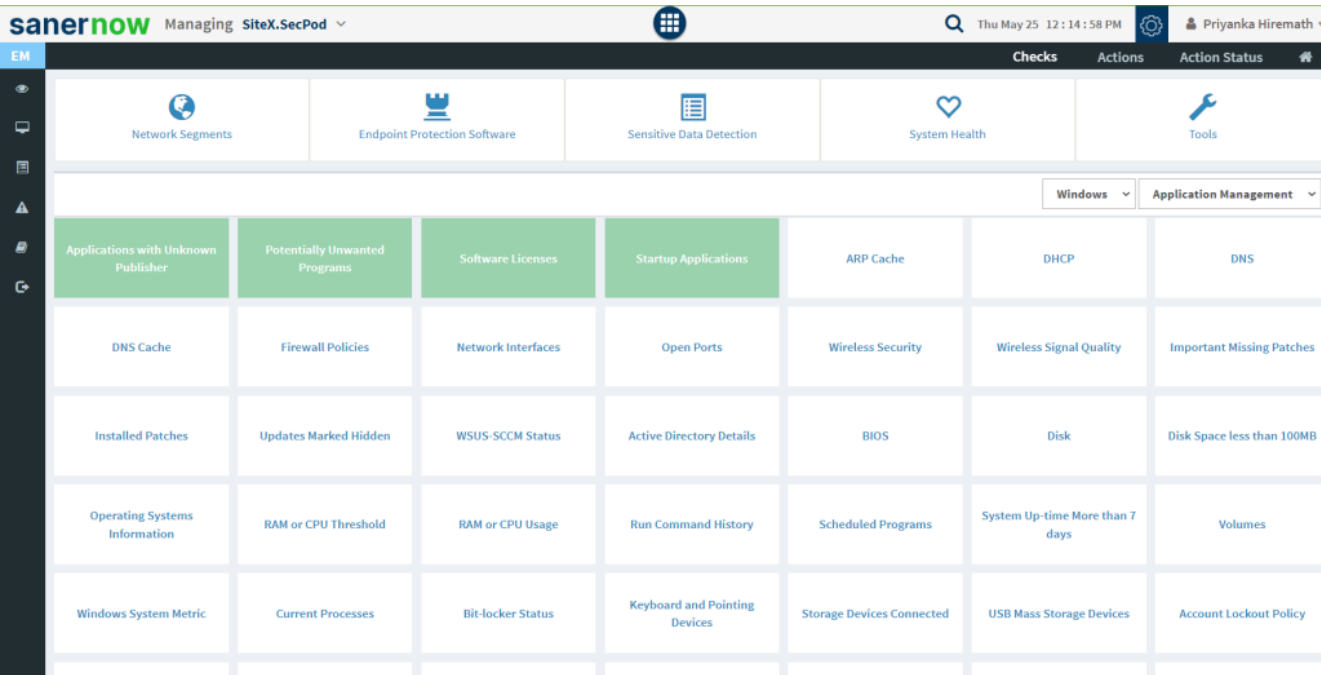 sanernow Managing SiteX.SecPod Thu May 25 12:14:58 PM Priyanka Hiremath
EM Checks Actions Action Status
Network Segments Endpoint Protection Software Sensitive Data Detection System Health Tools
Windows Application Management
Applications with Unknown
Publisher
Potentially Unwanted
Programs
Software Licenses
Startup Applications
ARP Cache
DHCP
DNS
DNS Cache
Firewall Policies
Network Interfaces
Open Ports
Wireless Security
Wireless Signal Quality
Important Missing Patches
Installed Patches
Updates Marked Hidden
WSUS-SCCM Status
Active Directory Details
BIOS
Disk
Disk Space less than 100MB
Operating Systems
Information
RAM or CPU Threshold
RAM or CPU Usage
Run Command History
Scheduled Programs
System Up-time More than 7
days
Volumes
Windows System Metric
Current Processes
Bit-locker Status
Keyboard and Pointing
Devices
Storage Devices Connected
USB Mass Storage Devices
Account Lockout Policy